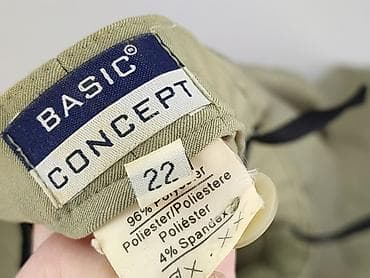 BASIC®
CONCEPT
22
96% Polyester
Polyester/Poliestere
Poliéster
4% Spandex